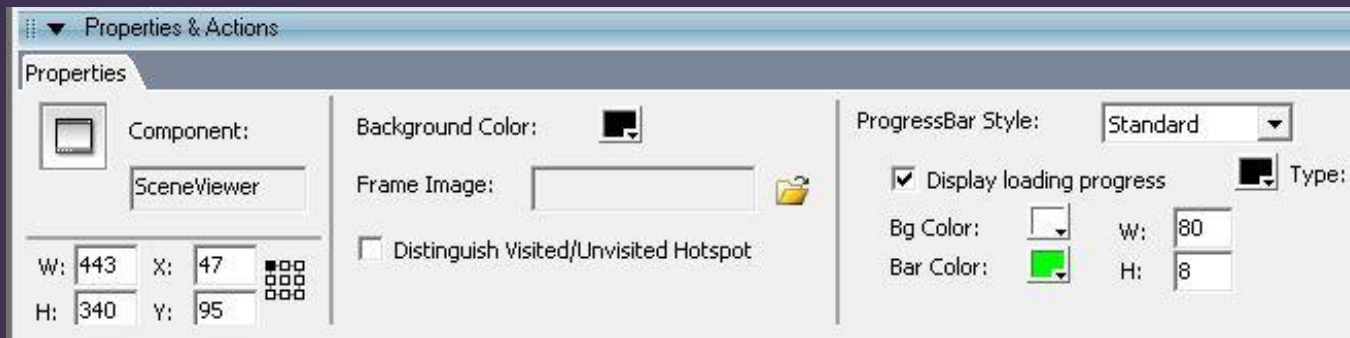 Properties & Actions
Properties
Component:
SceneViewer
W: 443 X: 47
H: 340 Y: 95
Background Color:
Frame Image:
Distinguish Visited/Unvisited Hotspot
ProgressBar Style: Standard
Display loading progress Type:
Bg Color: W: 80
Bar Color: H: 8